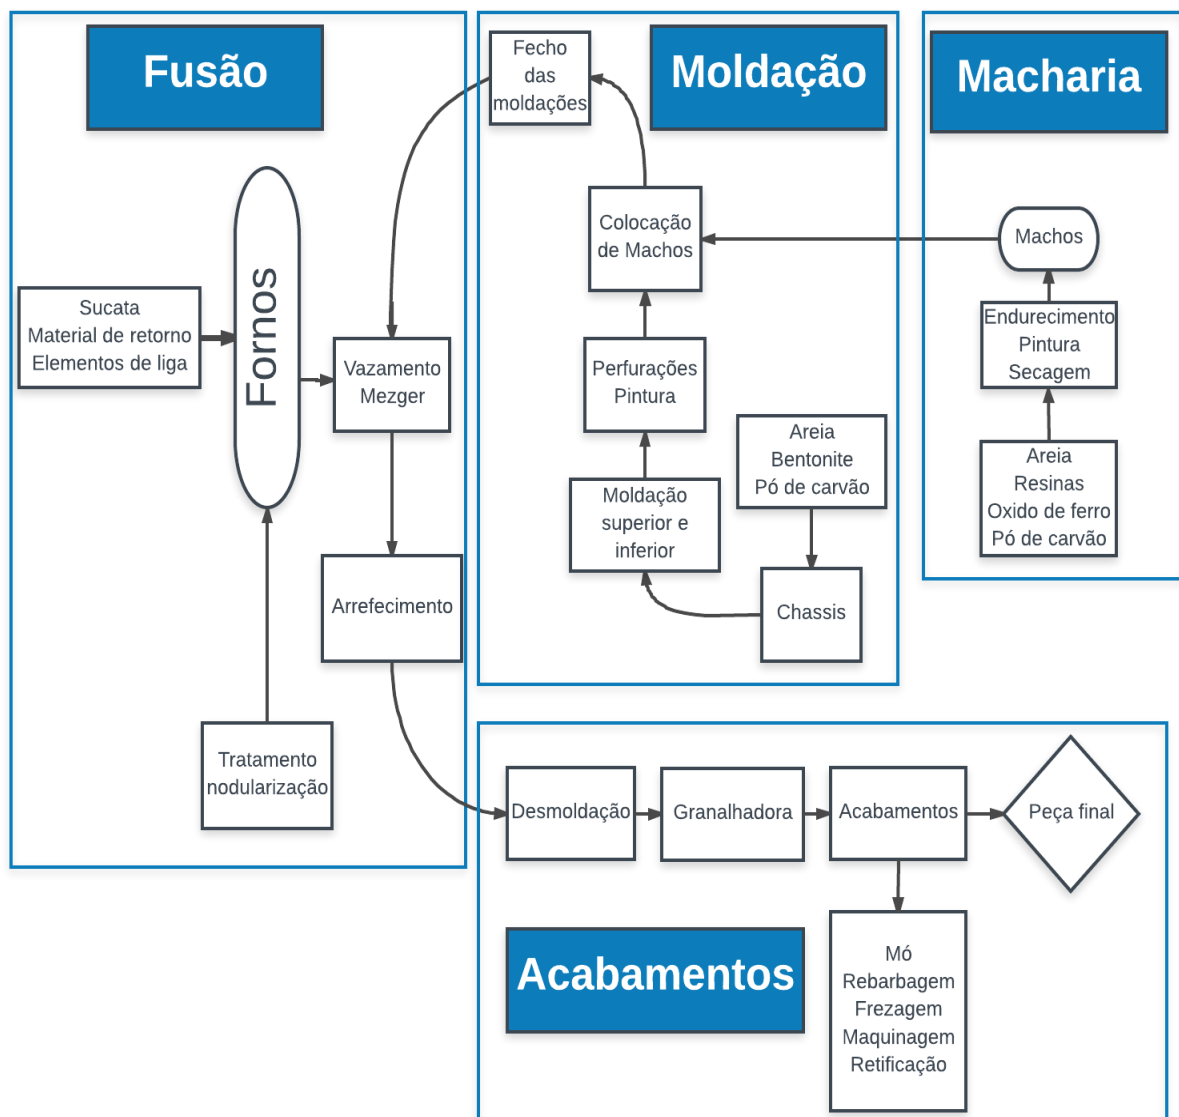 Fusão
Fornos
Sucata
Material de retorno
Elementos de liga
Vazamento
Mezger
Arrefecimento
Tratamento
nodularização
Moldação
Fecho
das
moldações
Colocação
de Machos
Perfurações
Pintura
Moldação
superior e
inferior
Areia
Bentonite
Pó de carvão
Chassis
Macharia
Machos
Endurecimento
Pintura
Secagem
Areia
Resinas
Oxido de ferro
Pó de carvão
Desmoldação
Granalhadora
Acabamentos
Peça final
Acabamentos
Mó
Rebarbagem
Frezagem
Maquinagem
Retificação